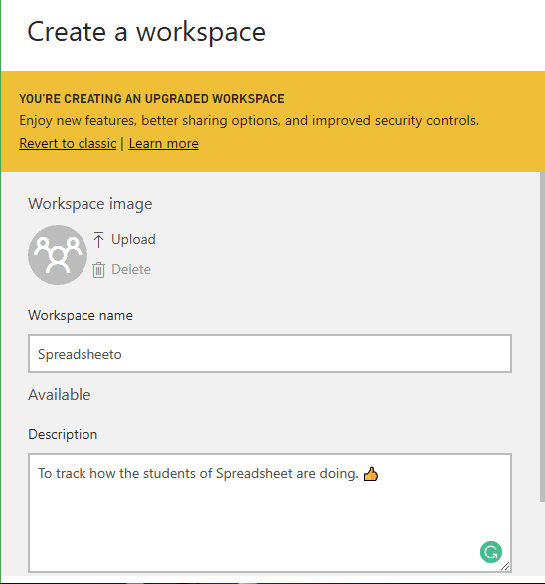 Create a workspace
YOU'RE CREATING AN UPGRADED WORKSPACE
Enjoy new features, better sharing options, and improved security controls.
Revert to classic | Learn more
Workspace image
Upload
Delete
Workspace name
Spreadsheeto
Available
Description
To track how the students of Spreadsheet are doing. 👍